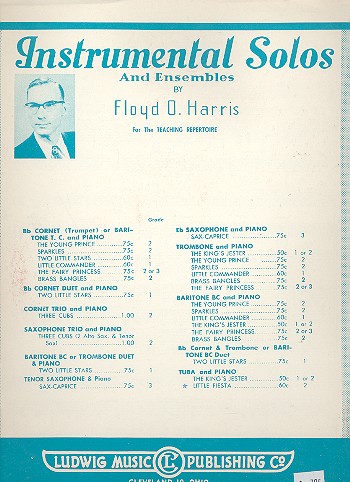 Instrumental Solos
And Ensembles
BY
Floyd O. Harris
For The TEACHING REPERTOIRE
Grade
Bb CORNET (Trumpet) or BARI-
TONE T. C. and PIANO
THE YOUNG PRINCE 75c 2
SPARKLES 75c 2
TWO LITTLE STARS 60c 1
LITTLE COMMANDER 60c 1
THE FAIRY PRINCESS 75c 2 or 3
BRASS BANGLES 75c 2
Bb CORNET DUET and PIANO
TWO LITTLE STARS 75c 1
CORNET TRIO and PIANO
THREE CUBS 1.00 2
SAXOPHONE TRIO and PIANO
THREE CUBS (2 Alto Sax. & Tenor
Sax) 1.00 2
BARITONE BC or TROMBONE DUET
& PIANO
TWO LITTLE STARS 75c 1
TENOR SAXOPHONE & Piano
SAX-CAPRICE 75c 3
Eb SAXOPHONE and PIANO
SAX-CAPRICE 75c 3
TROMBONE and PIANO
THE KING'S JESTER 50c 1 or 2
THE YOUNG PRINCE 75c 2
SPARKLES 75c 2
LITTLE COMMANDER 60c 1
BRASS BANGLES 75c 2
THE FAIRY PRINCESS 75c 2 or 3
BARITONE BC and PIANO
THE YOUNG PRINCE 75c 2
SPARKLES 75c 2
LITTLE COMMANDER 60c 1
THE KING'S JESTER 50c 1 or 2
THE FAIRY PRINCESS 75c 2 or 3
BRASS BANGLES 75c 2
Bb Cornet & Trombone or BARI-
TONE BC Duet
TWO LITTLE STARS 75c 1
TUBA and PIANO
THE KING'S JESTER 50c 1 or 2
* LITTLE FIESTA 60c 2
LUDWIG MUSIC L PUBLISHING Co.
CLEVELAND 10, OHIO